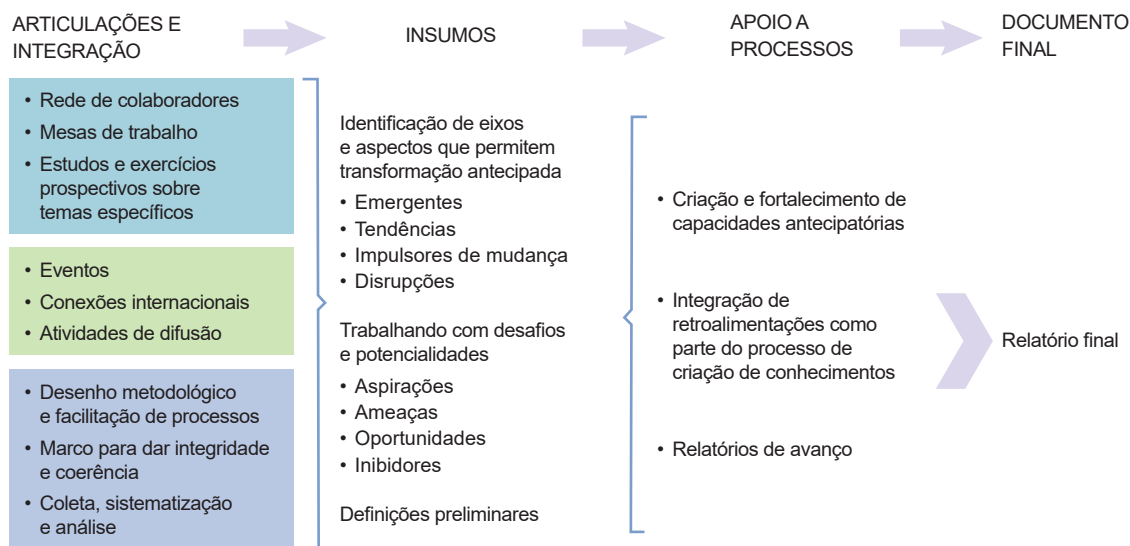 ARTICULAÇÕES E
INTEGRAÇÃO
INSUMOS
APOIO A
PROCESSOS
DOCUMENTO
FINAL
• Rede de colaboradores
• Mesas de trabalho
• Estudos e exercícios
prospectivos sobre
temas específicos
• Eventos
• Conexões internacionais
• Atividades de difusão
• Desenho metodológico
e facilitação de processos
• Marco para dar integridade
e coerência
• Coleta, sistematização
e análise
Identificação de eixos
e aspectos que permitem
transformação antecipada
• Emergentes
• Tendências
• Impulsores de mudança
• Disrupções
Trabalhando com desafios
e potencialidades
• Aspirações
• Ameaças
• Oportunidades
• Inibidores
Definições preliminares
• Criação e fortalecimento de
capacidades antecipatórias
• Integração de
retroalimentações como
parte do processo de
criação de conhecimentos
• Relatórios de avanço
Relatório final